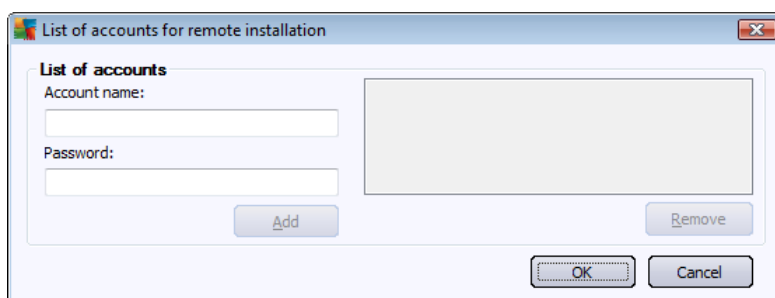 List of accounts for remote installation
List of accounts
Account name:
Password:
Add
Remove
OK
Cancel